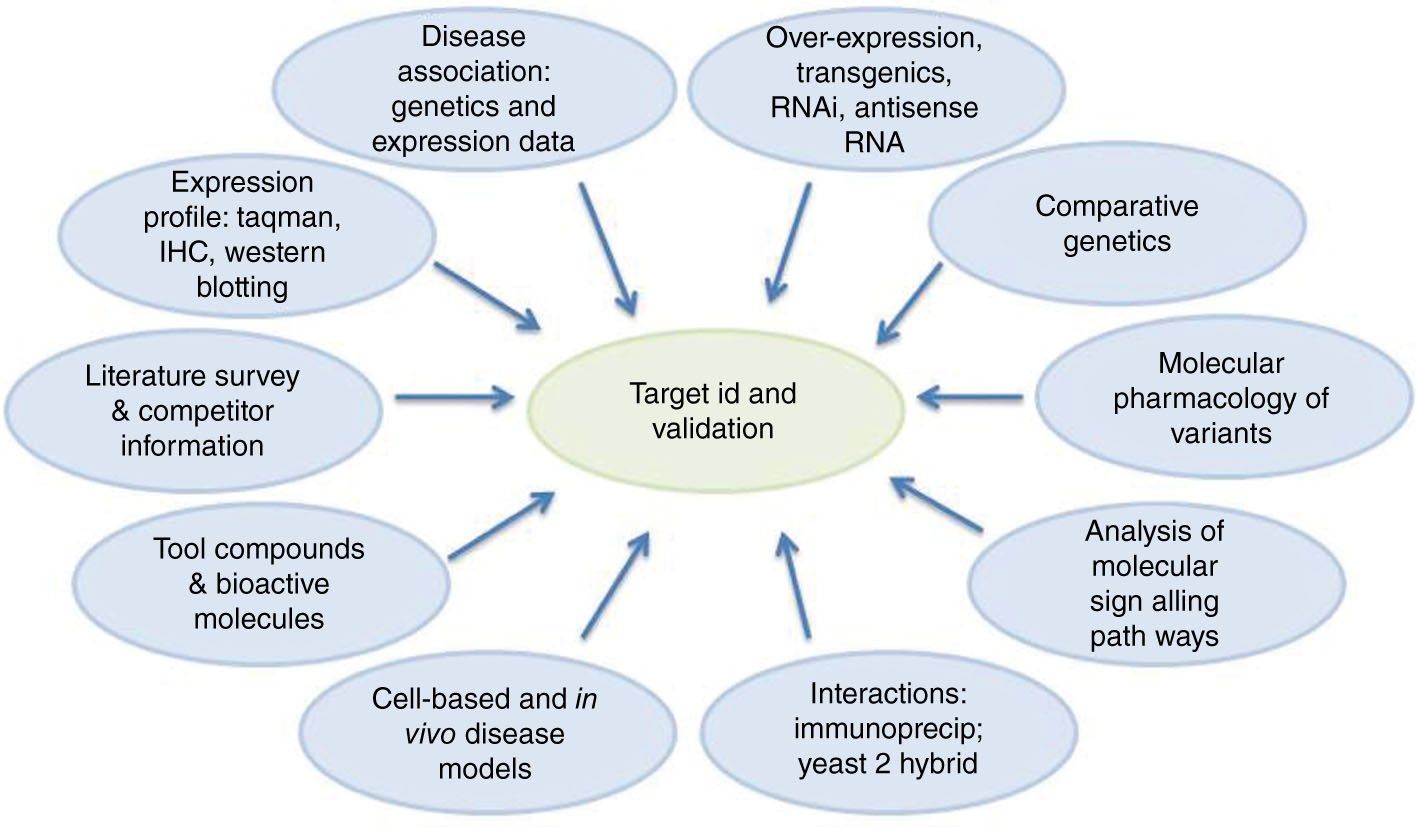 Disease
association:
genetics and
expression data
Over-expression,
transgenics,
RNAi, antisense
RNA
Expression
profile: taqman,
IHC, western
blotting
Comparative
genetics
Literature survey
& competitor
information
Target id and
validation
Molecular
pharmacology of
variants
Tool compounds
& bioactive
molecules
Analysis of
molecular
sign alling
path ways
Cell-based and in
vivo disease
models
Interactions:
immunoprecip;
yeast 2 hybrid